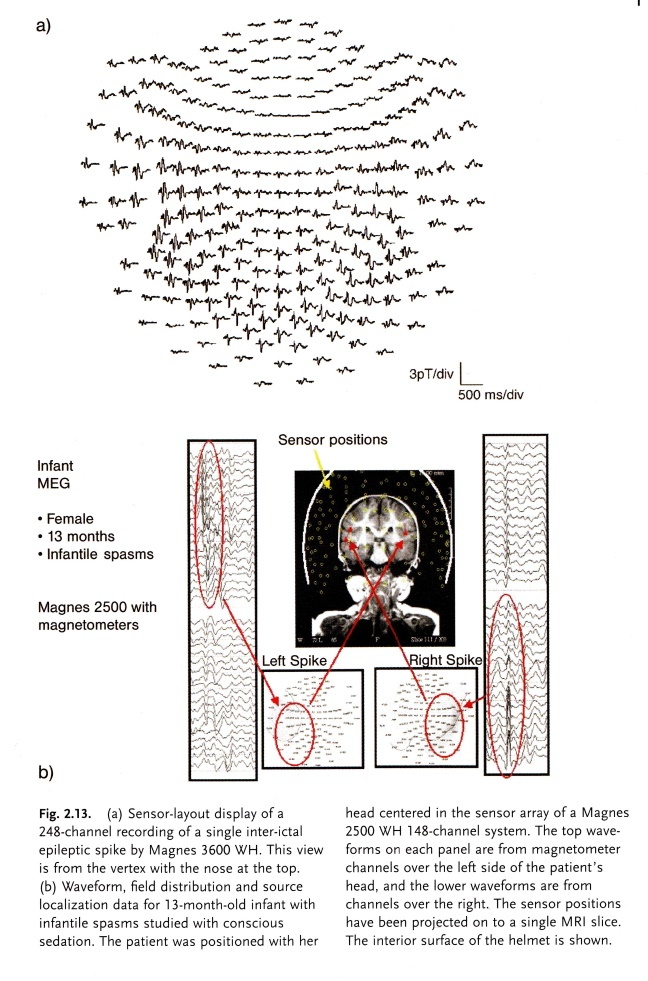 a)
3pT/div
500 ms/div
Sensor positions
Infant
MEG
• Female
• 13 months
• Infantile spasms
Magnes 2500 with
magnetometers
Left Spike
Right Spike
b)
Fig. 2.13. (a) Sensor-layout display of a
248-channel recording of a single inter-ictal
epileptic spike by Magnes 3600 WH. This view
is from the vertex with the nose at the top.
(b) Waveform, field distribution and source
localization data for 13-month-old infant with
infantile spasms studied with conscious
sedation. The patient was positioned with her
head centered in the sensor array of a Magnes
2500 WH 148-channel system. The top wave-
forms on each panel are from magnetometer
channels over the left side of the patient's
head, and the lower waveforms are from
channels over the right. The sensor positions
have been projected on to a single MRI slice.
The interior surface of the helmet is shown.